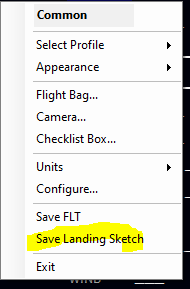 Common
Select Profile
Appearance
Flight Bag...
Camera...
Checklist Box...
Units
Configure...
Save FLT
Save Landing Sketch
Exit
WIND